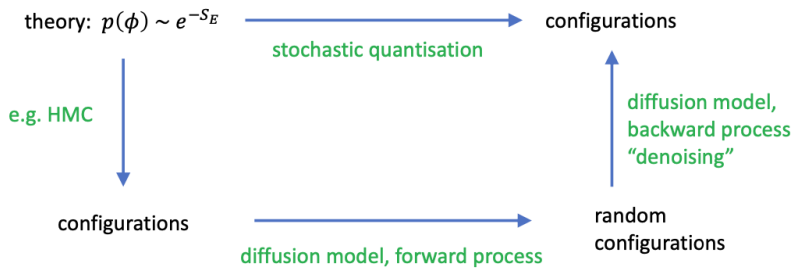 theory: p(ϕ) ~ e^{-S_E}
configurations
stochastic quantisation
e.g. HMC
diffusion model,
backward process
“denoising”
configurations
random
configurations
diffusion model, forward process